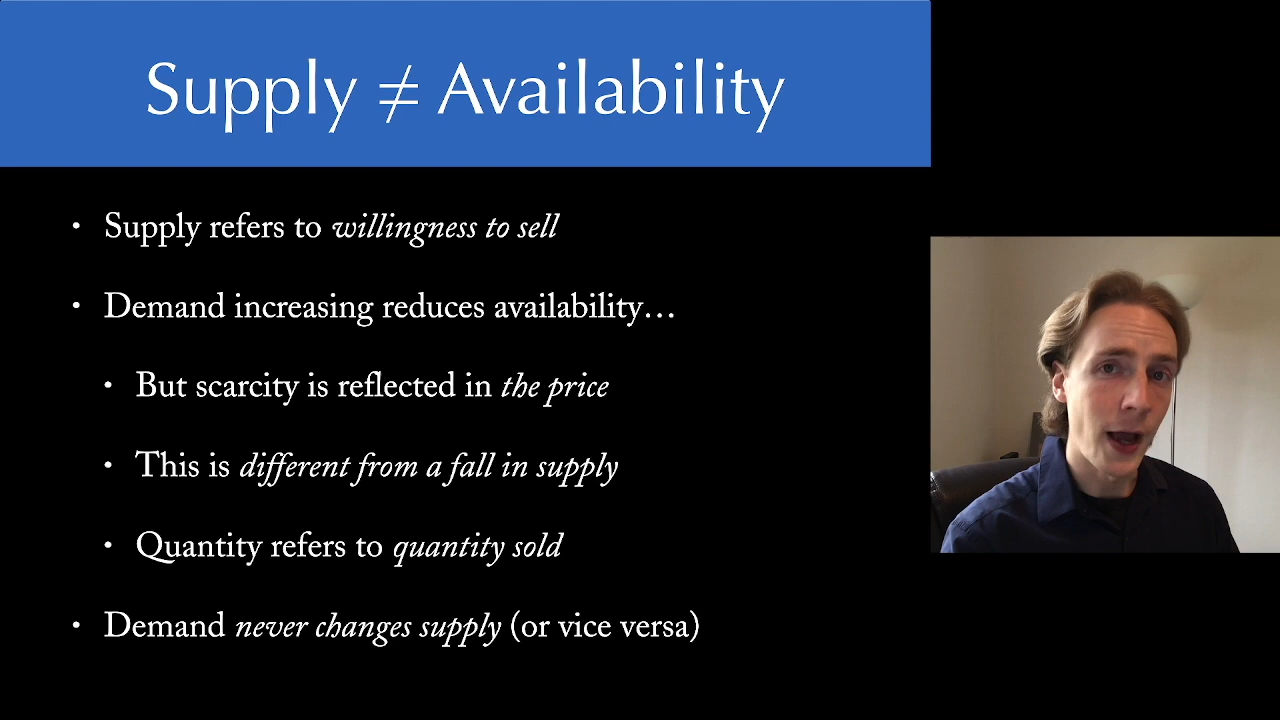 Supply ≠ Availability
• Supply refers to willingness to sell
• Demand increasing reduces availability…
• But scarcity is reflected in the price
• This is different from a fall in supply
• Quantity refers to quantity sold
• Demand never changes supply (or vice versa)